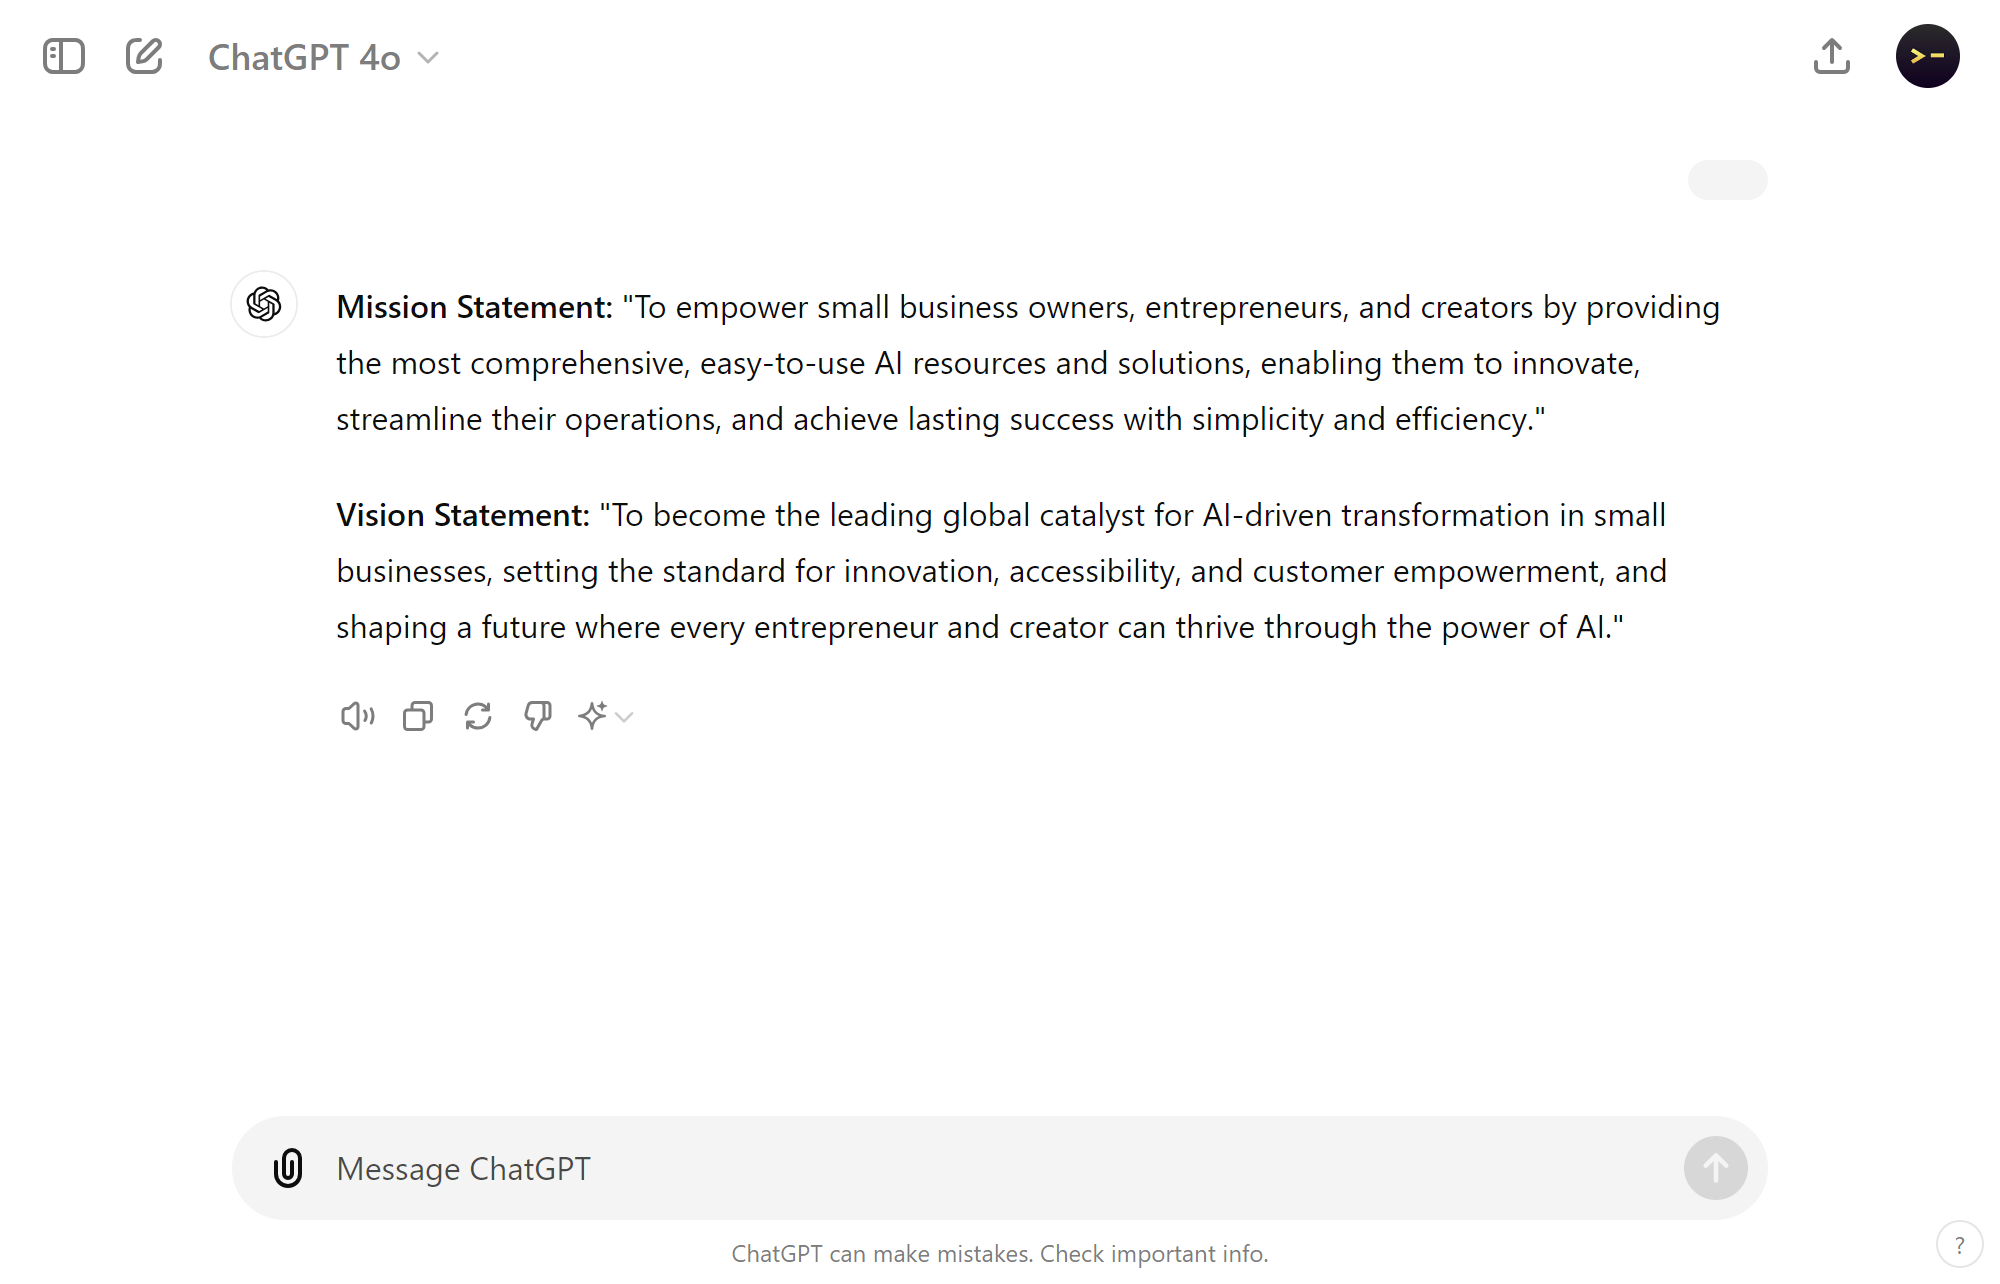 ChatGPT 4o
Mission Statement: "To empower small business owners, entrepreneurs, and creators by providing
the most comprehensive, easy-to-use AI resources and solutions, enabling them to innovate,
streamline their operations, and achieve lasting success with simplicity and efficiency."
Vision Statement: "To become the leading global catalyst for AI-driven transformation in small
businesses, setting the standard for innovation, accessibility, and customer empowerment, and
shaping a future where every entrepreneur and creator can thrive through the power of AI."
Message ChatGPT
ChatGPT can make mistakes. Check important info.
?